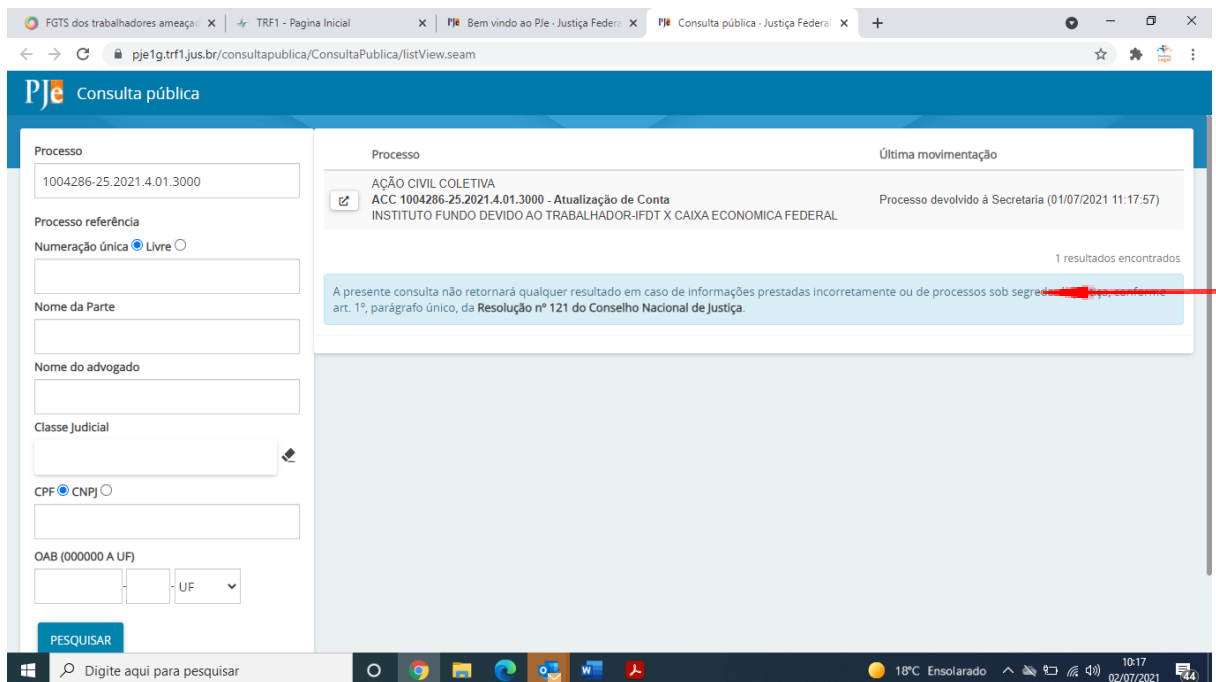 FGTS dos trabalhadores ameaçad
TRF1 - Pagina Inicial
PJe Bem vindo ao PJe - Justiça Federa
PJe Consulta pública - Justiça Federal
pje1g.trf1.jus.br/consultapublica/ConsultaPublica/listView.seam
PJe Consulta pública
Processo
1004286-25.2021.4.01.3000
Processo referência
Numeração única Livre
Nome da Parte
Nome do advogado
Classe Judicial
CPF CNPJ
OAB (000000 A UF)
- - UF
PESQUISAR
Processo Última movimentação
AÇÃO CIVIL COLETIVA
ACC 1004286-25.2021.4.01.3000 - Atualização de Conta
INSTITUTO FUNDO DEVIDO AO TRABALHADOR-IFDT X CAIXA ECONOMICA FEDERAL
Processo devolvido à Secretaria (01/07/2021 11:17:57)
1 resultados encontrados
A presente consulta não retornará qualquer resultado em caso de informações prestadas incorretamente ou de processos sob conforme
art. 1º, parágrafo único, da Resolução nº 121 do Conselho Nacional de Justiça.
Digite aqui para pesquisar
18°C Ensolarado
10:17
02/07/2021
44